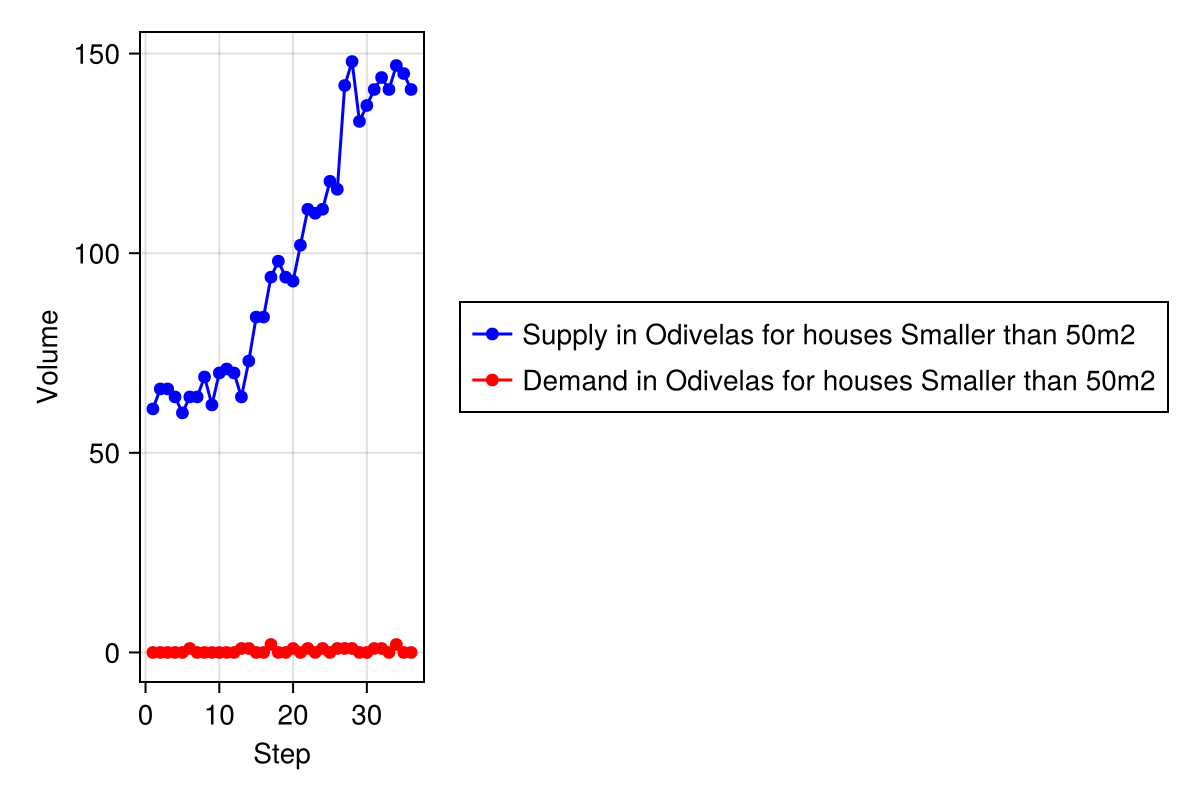 150
100
50
0
Volume
0 10 20 30
Step
Supply in Odivelas for houses Smaller than 50m2
Demand in Odivelas for houses Smaller than 50m2